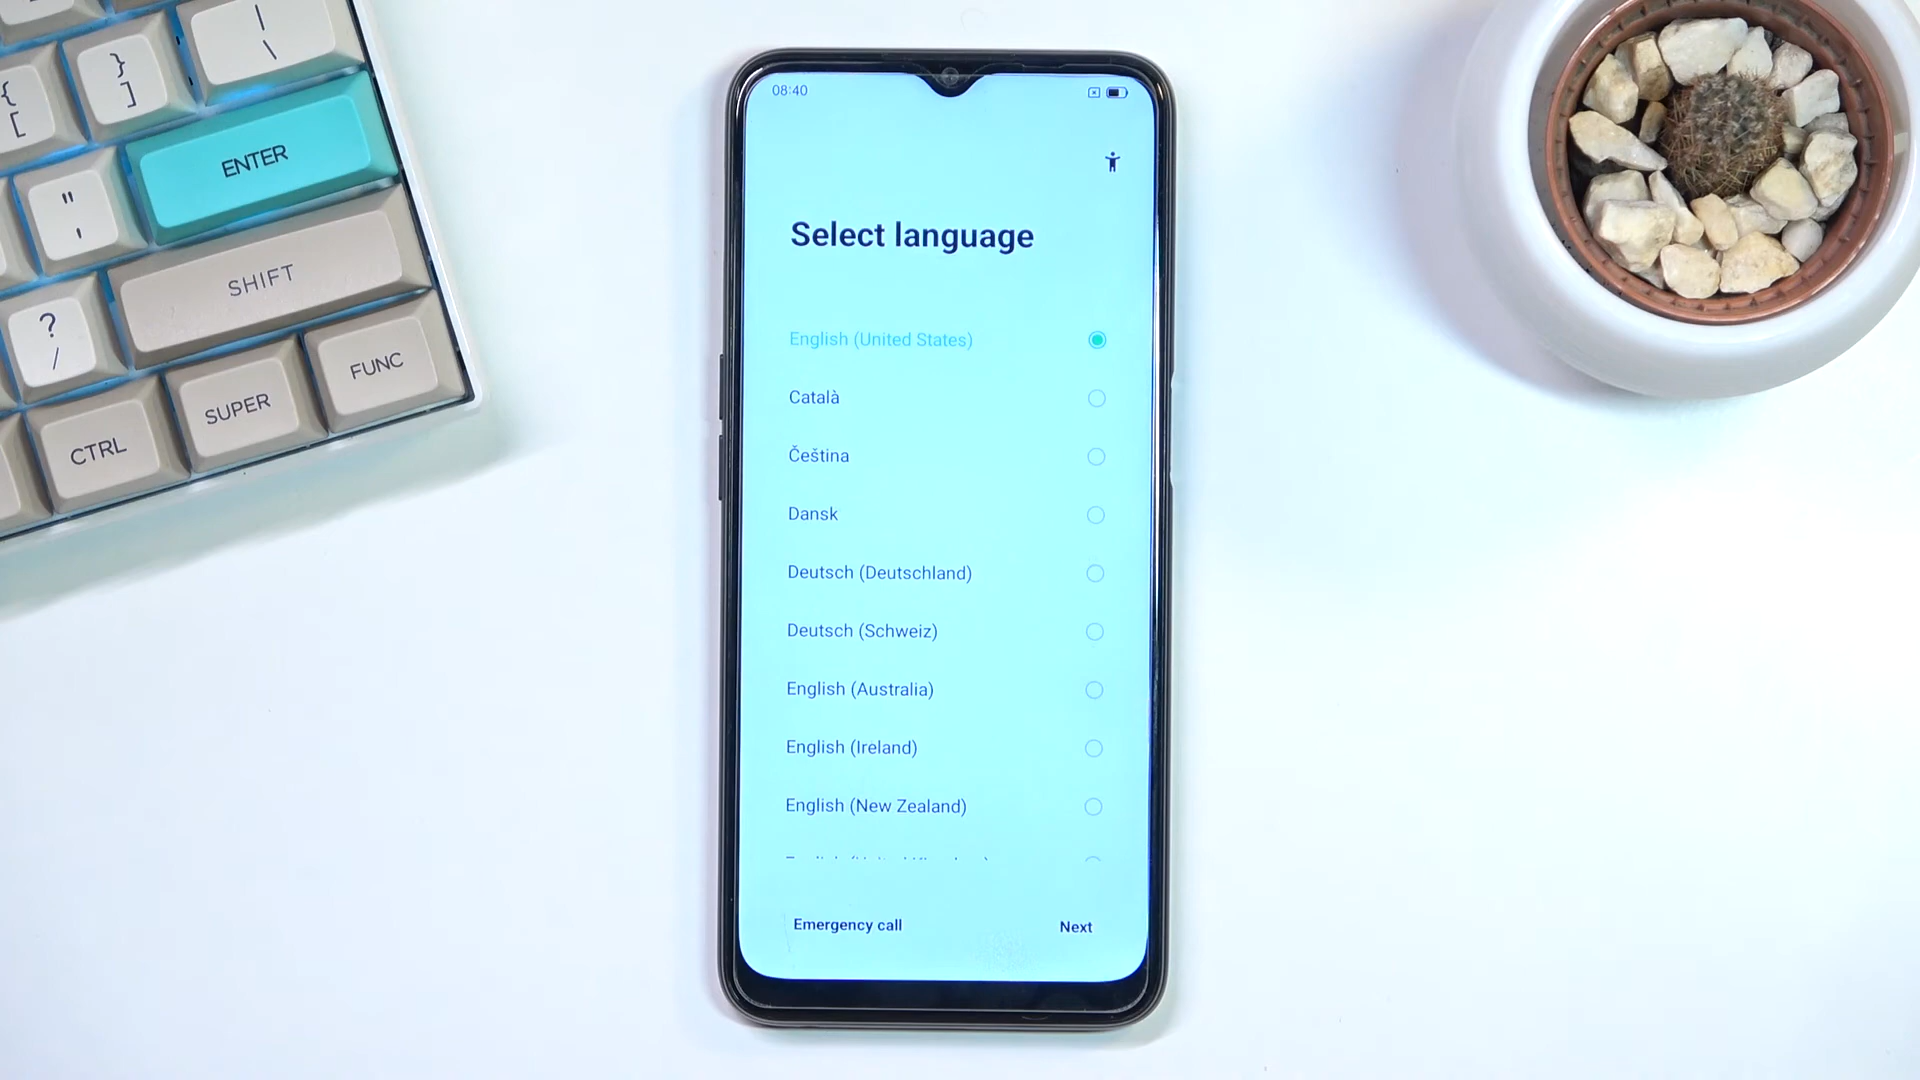 08:40
Select language
English (United States)
Català
Čeština
Dansk
Deutsch (Deutschland)
Deutsch (Schweiz)
English (Australia)
English (Ireland)
English (New Zealand)
Emergency call
Next
|
\
}
]
{
[
ENTER
"
'
SHIFT
?
/
FUNC
SUPER
CTRL